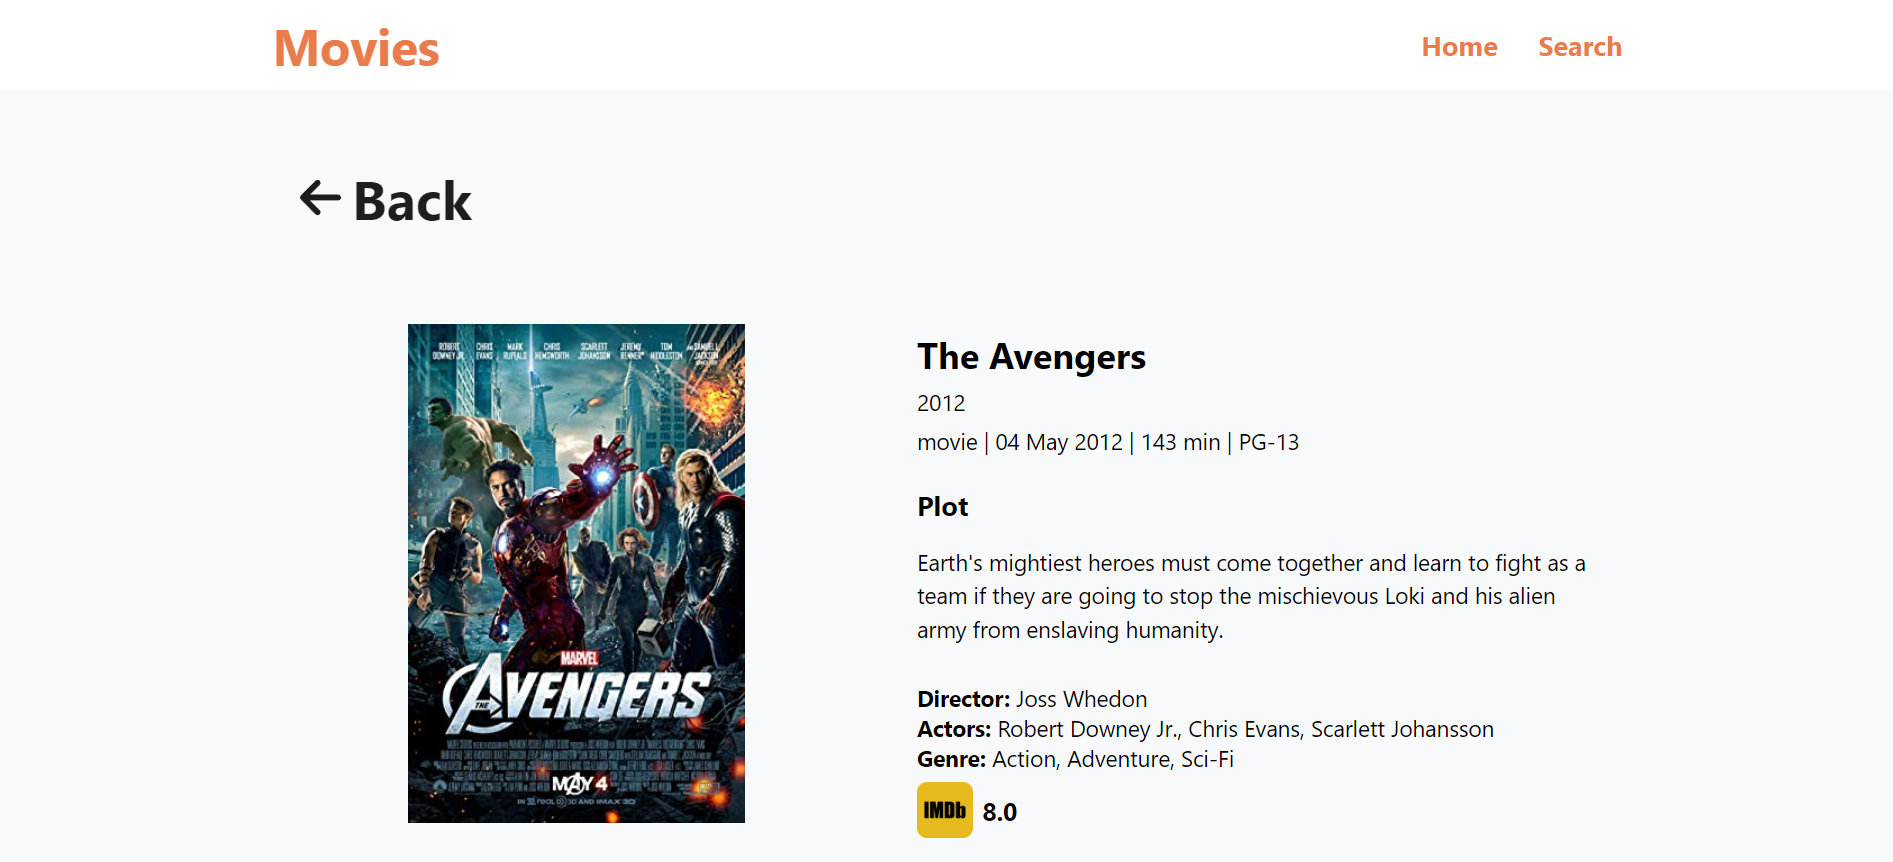 Movies
Home Search
Back
ROBERT DOWNEY JR. CHRIS EVANS MARK RUFFALO CHRIS HEMSWORTH SCARLETT JOHANSSON JEREMY RENNER TOM HIDDLESTON AND SAMUEL L. JACKSON
MARVEL
THE AVENGERS
MAY 4
IN REAL D 3D AND IMAX 3D
The Avengers
2012
movie | 04 May 2012 | 143 min | PG-13
Plot
Earth's mightiest heroes must come together and learn to fight as a
team if they are going to stop the mischievous Loki and his alien
army from enslaving humanity.
Director: Joss Whedon
Actors: Robert Downey Jr., Chris Evans, Scarlett Johansson
Genre: Action, Adventure, Sci-Fi
IMDb 8.0